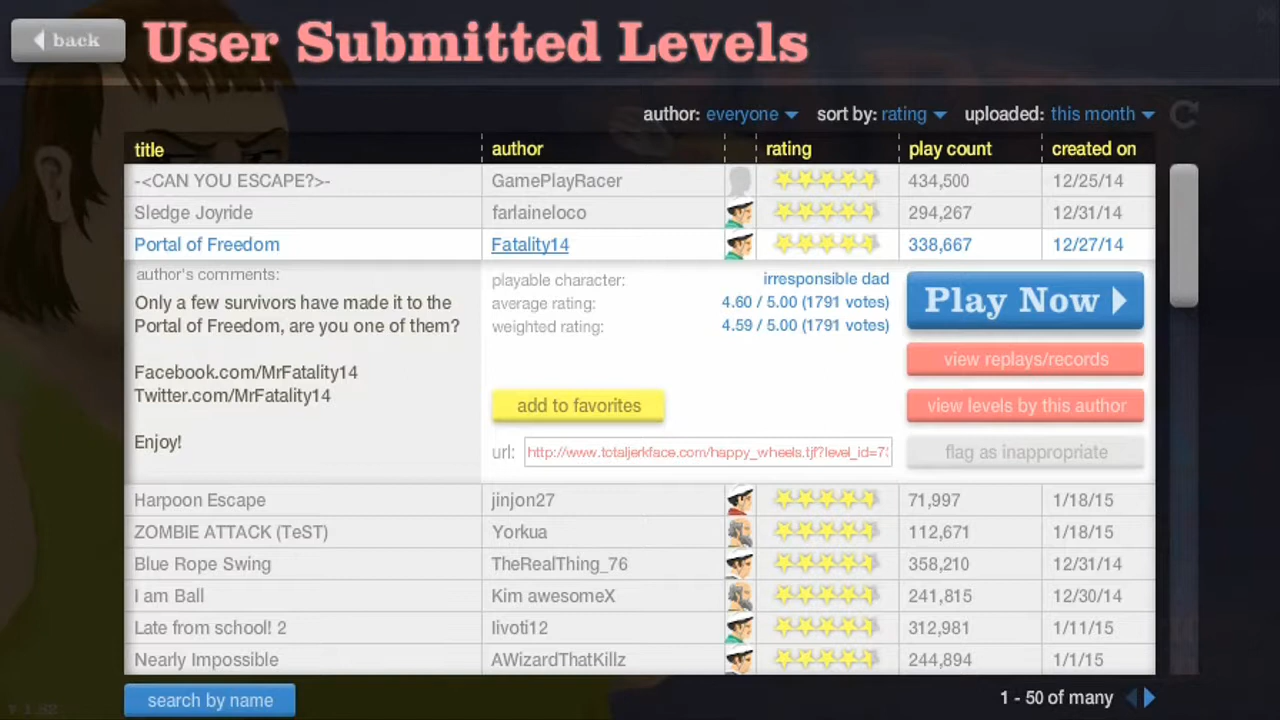 back
User Submitted Levels
author: everyone sort by: rating uploaded: this month
title author rating play count created on
-<CAN YOU ESCAPE?>- GamePlayRacer 434,500 12/25/14
Sledge Joyride farlaineloco 294,267 12/31/14
Portal of Freedom Fatality14 338,667 12/27/14
author's comments:
Only a few survivors have made it to the
Portal of Freedom, are you one of them?
Facebook.com/MrFatality14
Twitter.com/MrFatality14
Enjoy!
playable character: irresponsible dad
average rating: 4.60 / 5.00 (1791 votes)
weighted rating: 4.59 / 5.00 (1791 votes)
add to favorites
url: http://www.totaljerkface.com/happy_wheels.tjf?level_id=7
Play Now
view replays/records
view levels by this author
flag as inappropriate
Harpoon Escape jinjon27 71,997 1/18/15
ZOMBIE ATTACK (TeST) Yorkua 112,671 1/18/15
Blue Rope Swing TheRealThing_76 358,210 12/31/14
I am Ball Kim awesomeX 241,815 12/30/14
Late from school! 2 312,981 1/11/15
Nearly Impossible AWizardThatKillz 244,894 1/1/15
search by name
1 - 50 of many